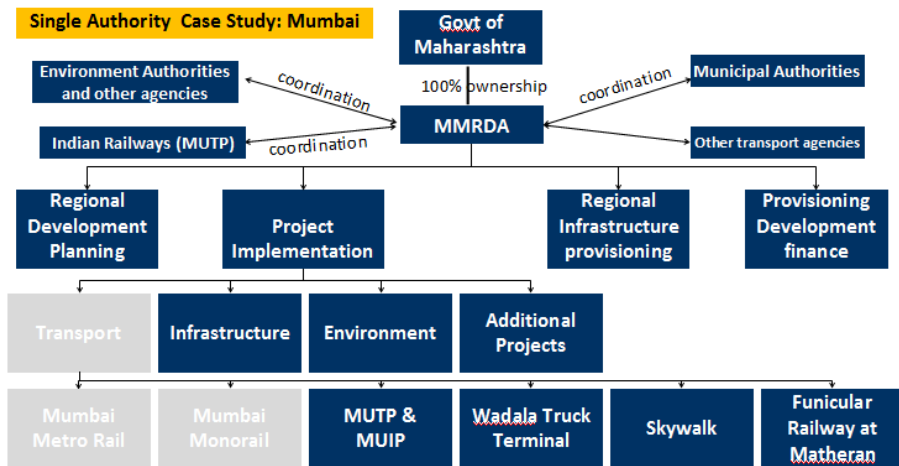 Single Authority Case Study: Mumbai
Govt of
Maharashtra
Environment Authorities
and other agencies
coordination
100% ownership
coordination
Municipal Authorities
MMRDA
Indian Railways (MUTP)
coordination
Other transport agencies
Regional
Development
Planning
Project
Implementation
Regional
Infrastructure
provisioning
Provisioning
Development
finance
Transport
Infrastructure
Environment
Additional
Projects
Mumbai
Metro Rail
Mumbai
Monorail
MUTP &
MUIP
Wadala Truck
Terminal
Skywalk
Funicular
Railway at
Matheran